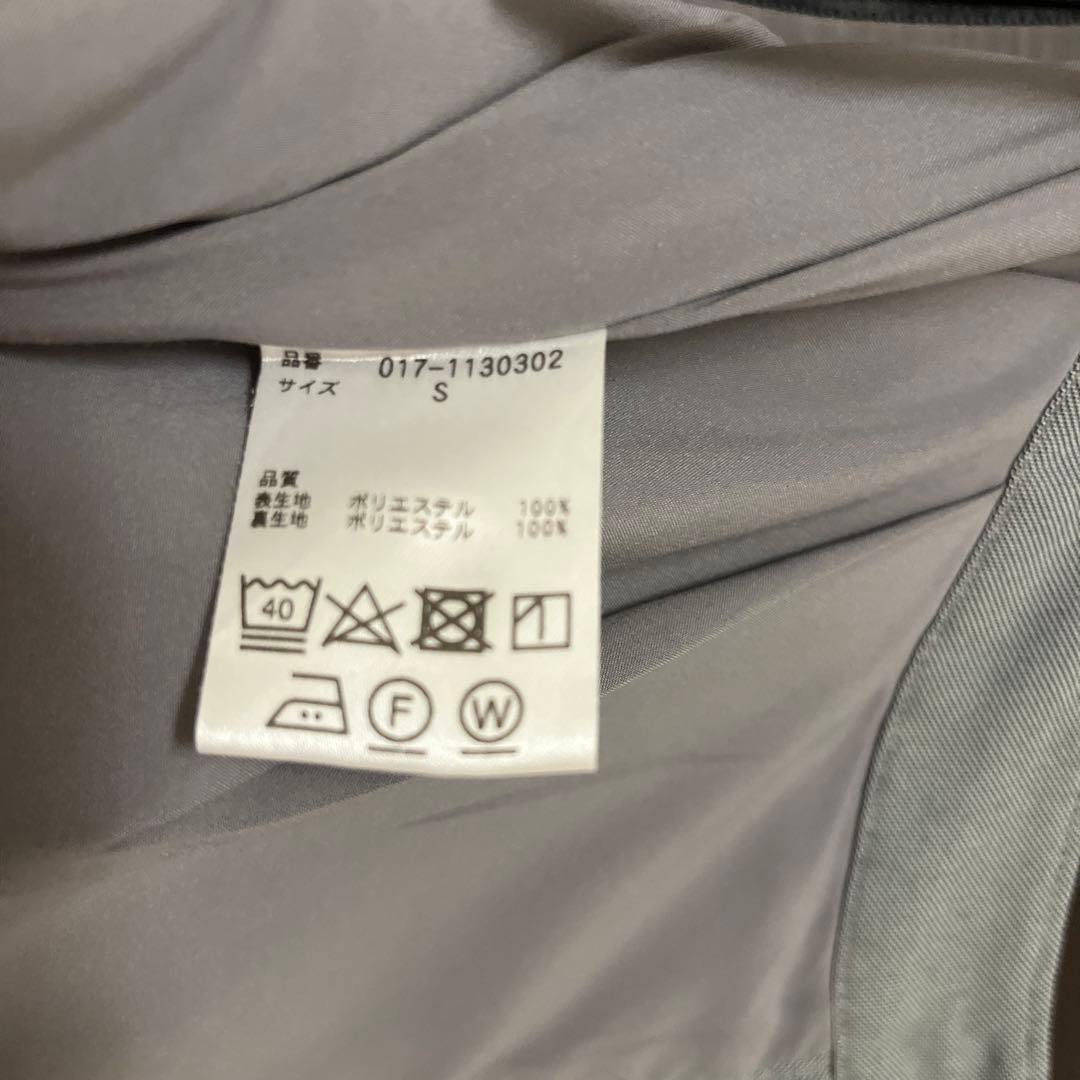 品番 017-1130302
サイズ S
品質
表生地 ポリエステル 100%
裏生地 ポリエステル 100%
40
F W